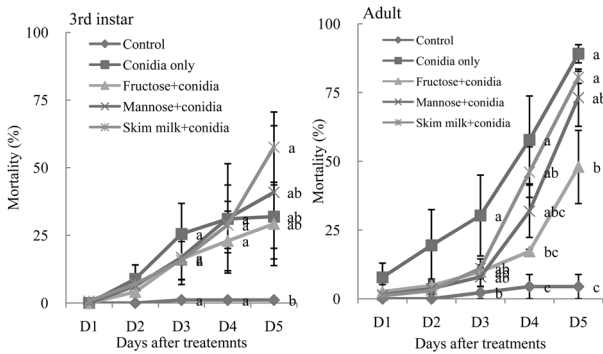 3rd instar
100
75
50
25
0
Mortality (%)
Control
Conidia only
Fructose+conidia
Mannose+conidia
Skim milk+conidia
a
a
a
a
a
a
a
a
a
a
ab
ab
ab
b
D1 D2 D3 D4 D5
Days after treatemnts
Adult
100
75
50
25
0
Mortality (%)
Control
Conidia only
Fructose+conidia
Mannose+conidia
Skim milk+conidia
a
ab
ab
ab
b
a
ab
abc
bc
c
a
a
ab
b
c
D1 D2 D3 D4 D5
Days after treatments